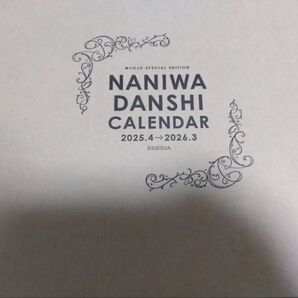 MYOJO SPECIAL EDITION
NANIWA
DANSHI
CALENDAR
2025.4→2026.3
SHUEISHA